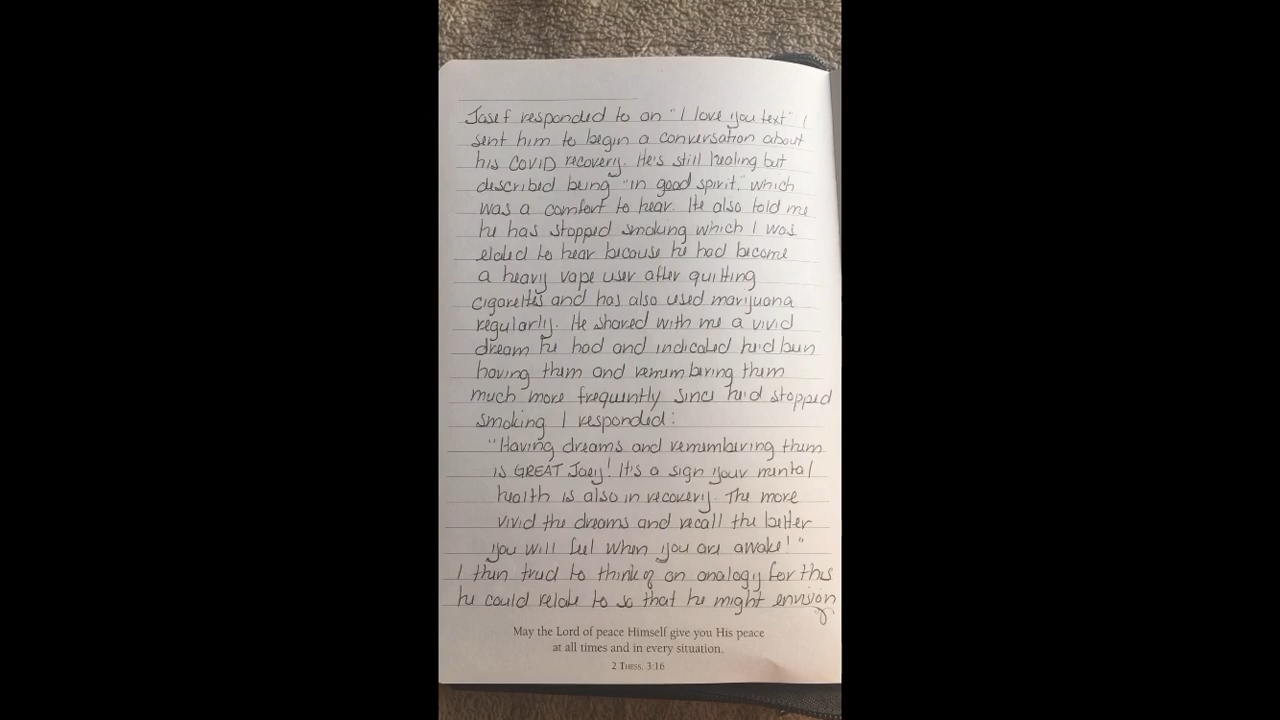 Josef responded to an "I love you text" I
sent him to begin a conversation about
his COVID recovery. He's still healing but
described being "in good spirit," which
was a comfort to hear. He also told me
he has stopped smoking which I was
elated to hear because he had become
a heavy vape user after quitting
cigarettes and has also used marijuana
regularly. He shared with me a vivid
dream he had and indicated he'd been
having them and remembering them
much more frequently since he'd stopped
smoking I responded:
"Having dreams and remembering them
is GREAT Joey! It's a sign your mental
health is also in recovery. The more
vivid the dreams and recall the better
you will feel when you are awake!"
I then tried to think of an analogy for this
he could relate to so that he might envision
May the Lord of peace Himself give you His peace
at all times and in every situation.
2 THESS. 3:16